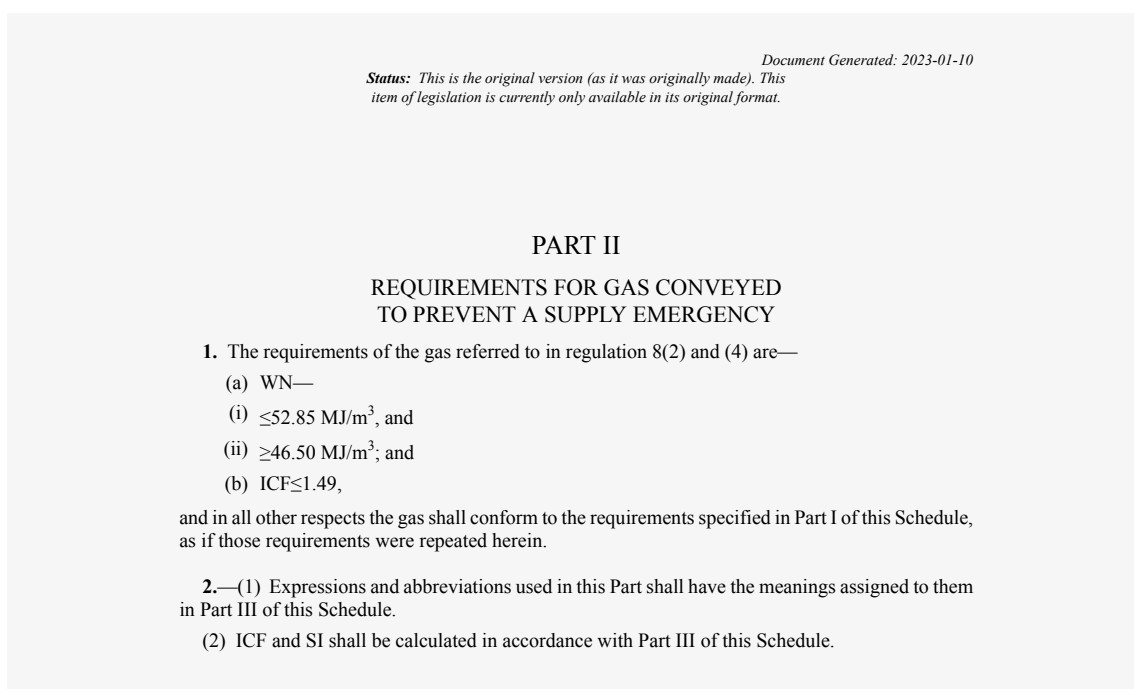 Document Generated: 2023-01-10
Status: This is the original version (as it was originally made). This
item of legislation is currently only available in its original format.
PART II
REQUIREMENTS FOR GAS CONVEYED
TO PREVENT A SUPPLY EMERGENCY
1. The requirements of the gas referred to in regulation 8(2) and (4) are—
(a) WN—
(i) ≤52.85 MJ/m³, and
(ii) ≥46.50 MJ/m³; and
(b) ICF≤1.49,
and in all other respects the gas shall conform to the requirements specified in Part I of this Schedule,
as if those requirements were repeated herein.
2.—(1) Expressions and abbreviations used in this Part shall have the meanings assigned to them
in Part III of this Schedule.
(2) ICF and SI shall be calculated in accordance with Part III of this Schedule.